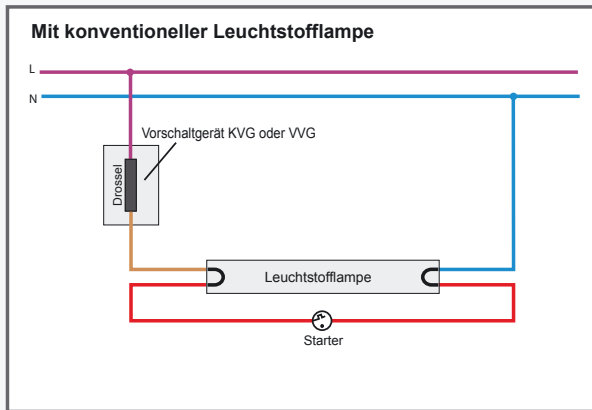 Mit konventioneller Leuchtstofflampe
L
N
Vorschaltgerät KVG oder VVG
Drossel
Leuchtstofflampe
Starter